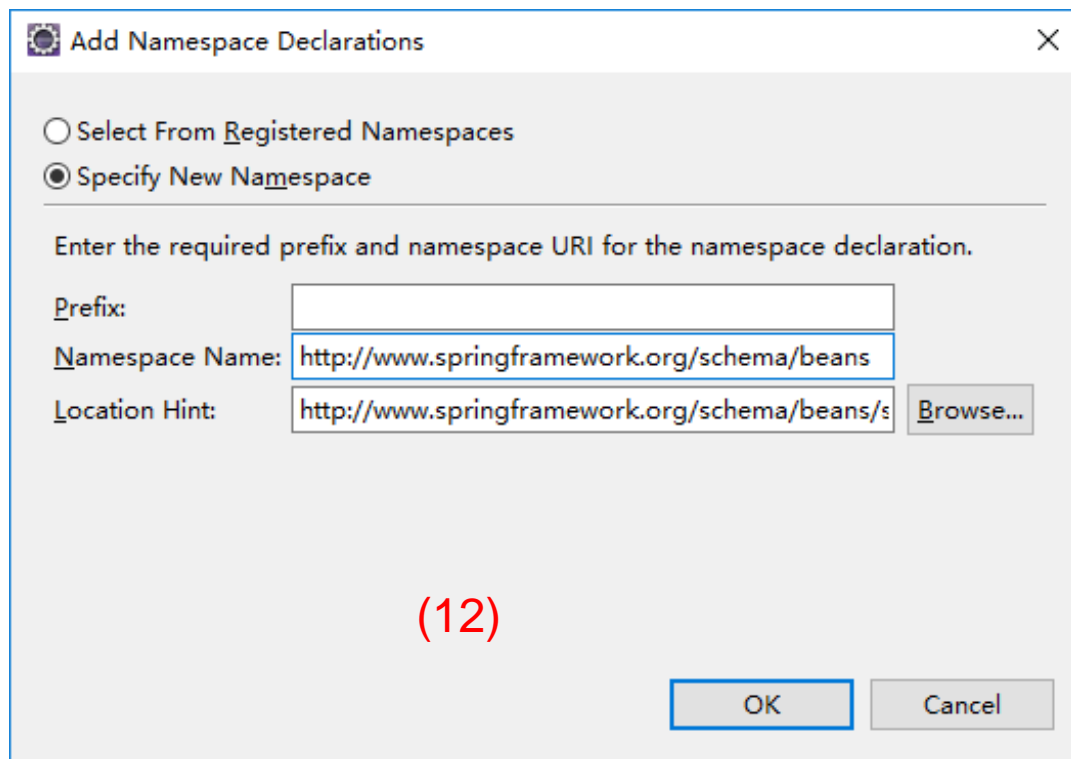 Add Namespace Declarations
Select From Registered Namespaces
Specify New Namespace
Enter the required prefix and namespace URI for the namespace declaration.
Prefix:
Namespace Name: http://www.springframework.org/schema/beans
Location Hint: http://www.springframework.org/schema/beans/s Browse...
(12)
OK Cancel